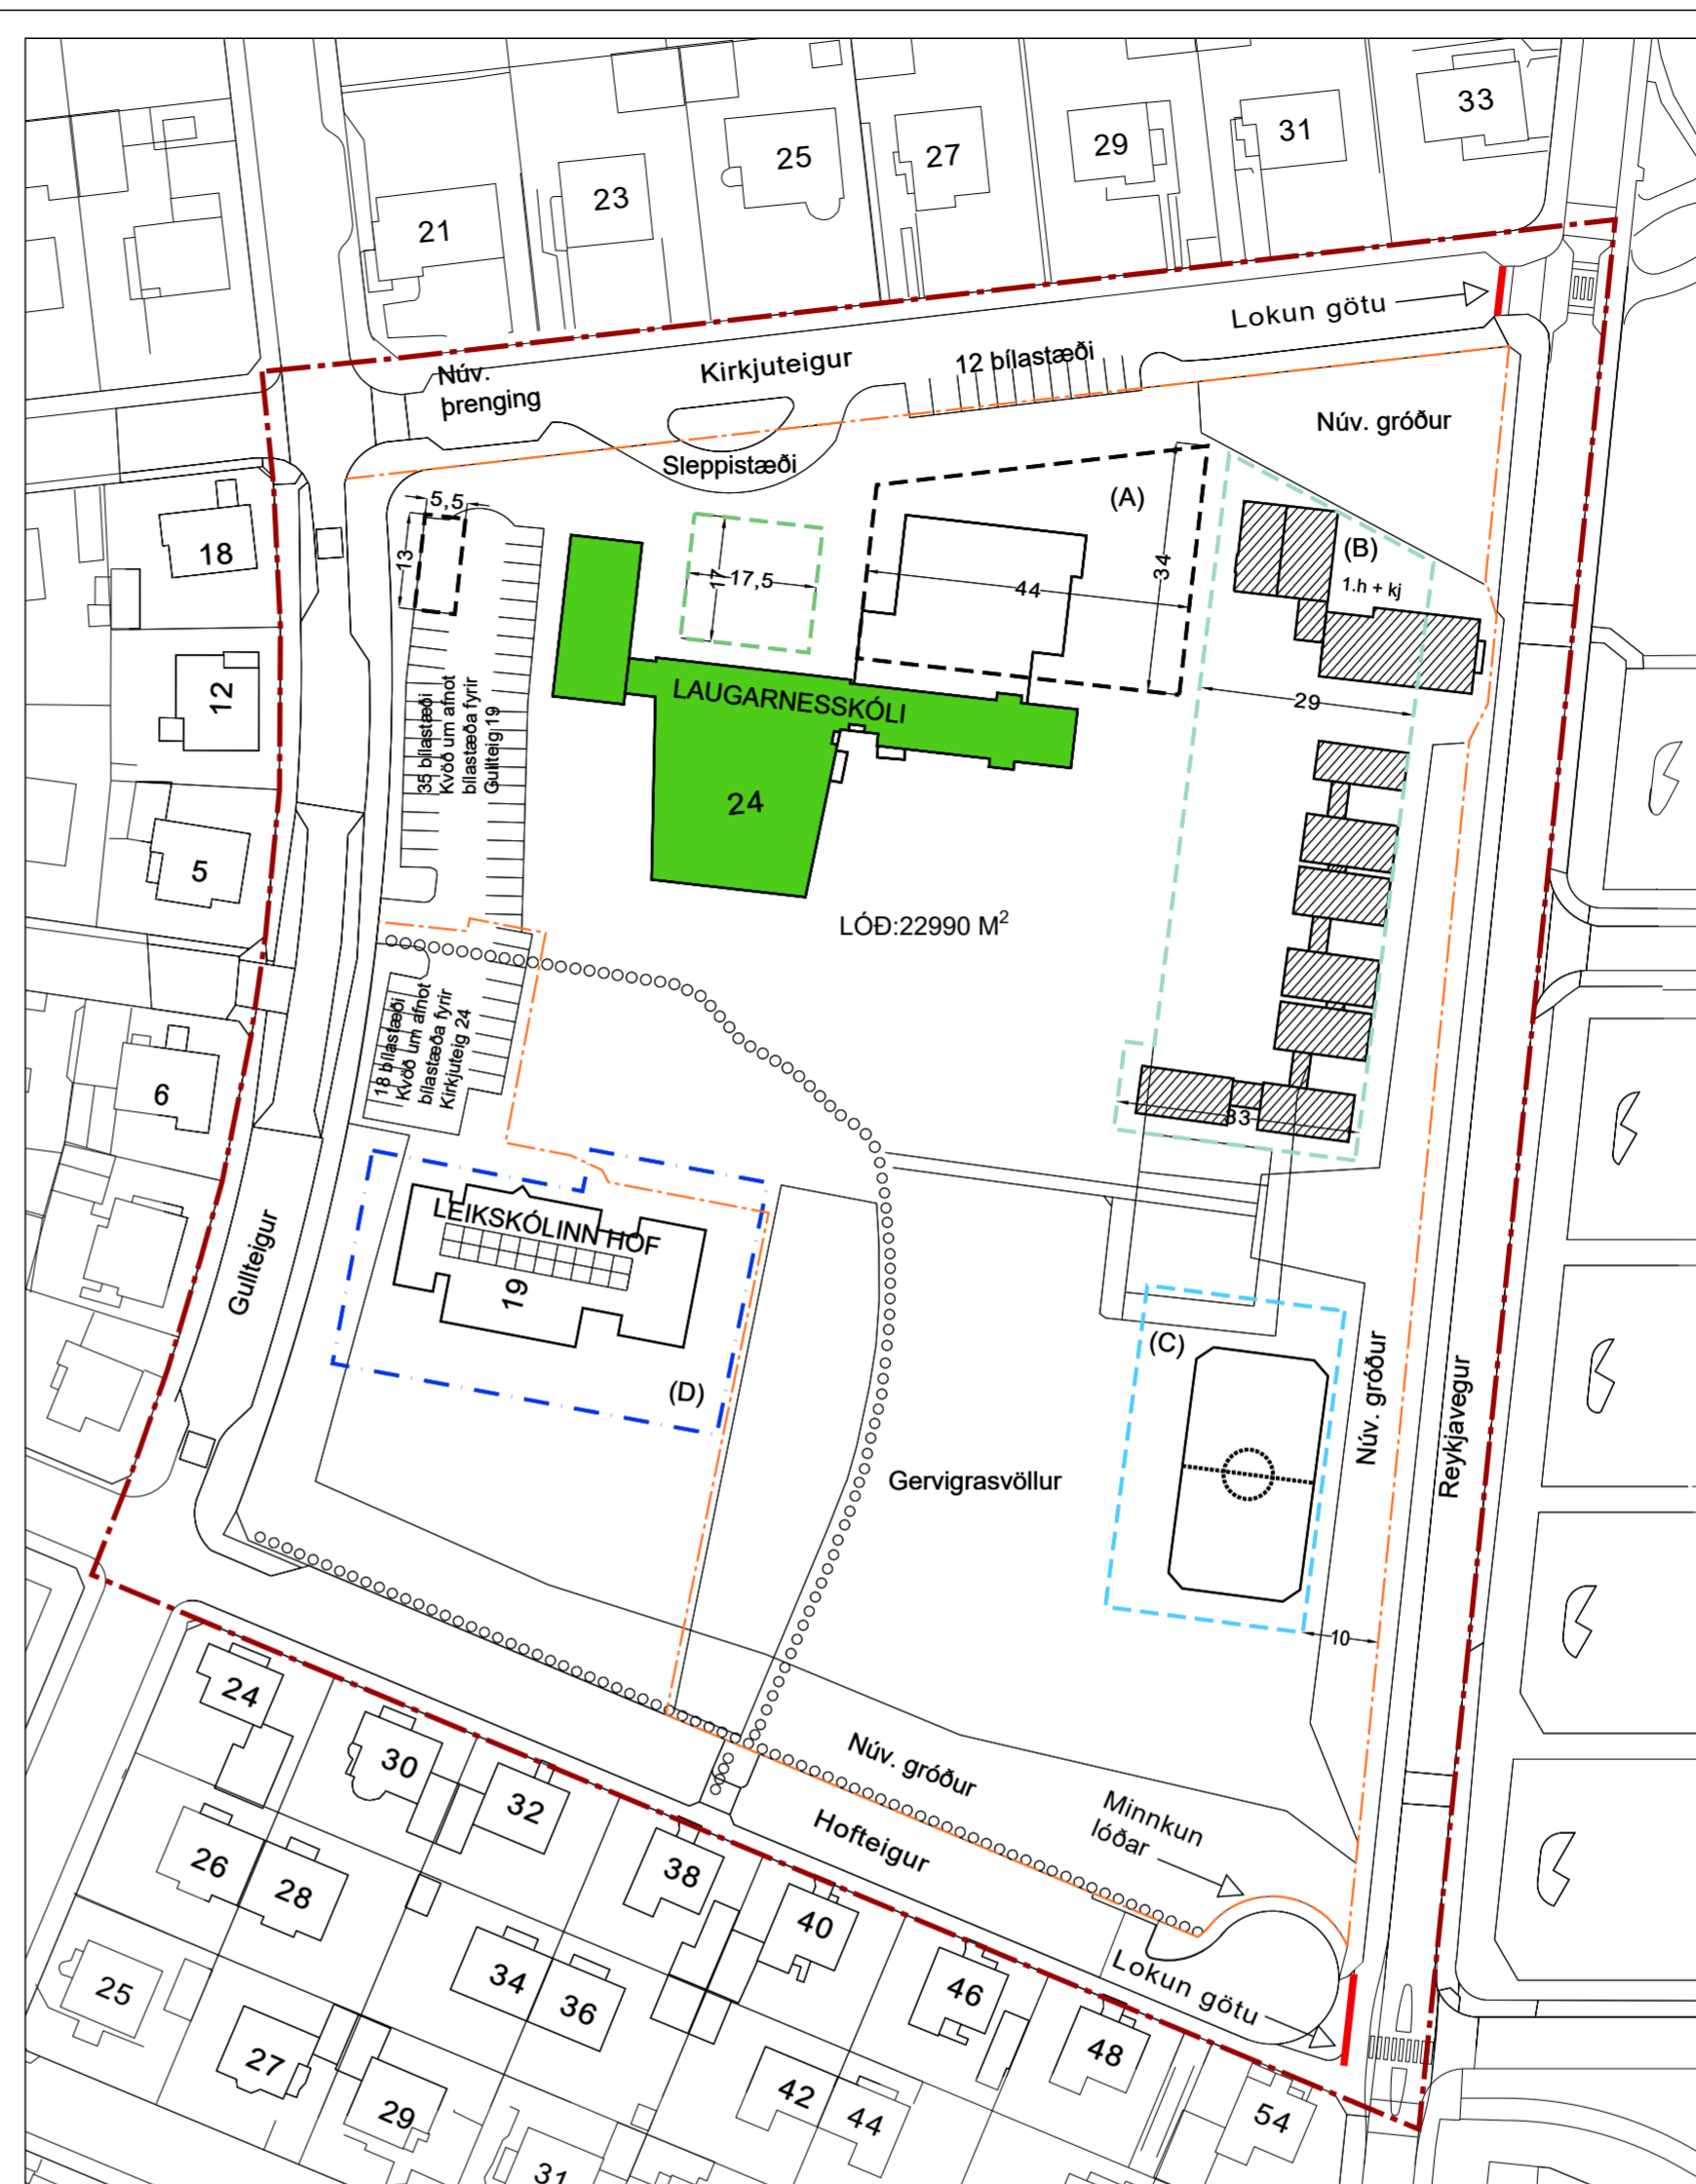 33
31
29
27
25
23
21
Lokun götu
Kirkjuteigur
12 bílastæði
Núv.
þrenging
Núv. gróður
Sleppistæði
(A)
5,5
13
17
17,5
44
34
(B)
1.h + kj
18
12
5
6
35 bílastæði
Kvöð um afnot
bílastæða fyrir
Gullteig 19
LAUGARNESSKÓLI
24
29
LÓÐ:22990 M²
18 bílastæði
Kvöð um afnot
bílastæða fyrir
Kirkjuteig 24
33
Gullteigur
LEIKSKÓLINN HOF
19
(D)
(C)
Gervigrasvöllur
Núv. gróður
Reykjavegur
10
Núv. gróður
Hofteigur
Minnkun
lóðar
Lokun götu
24
30
32
26
28
38
40
34
36
46
48
25
27
29
31
42
44
54